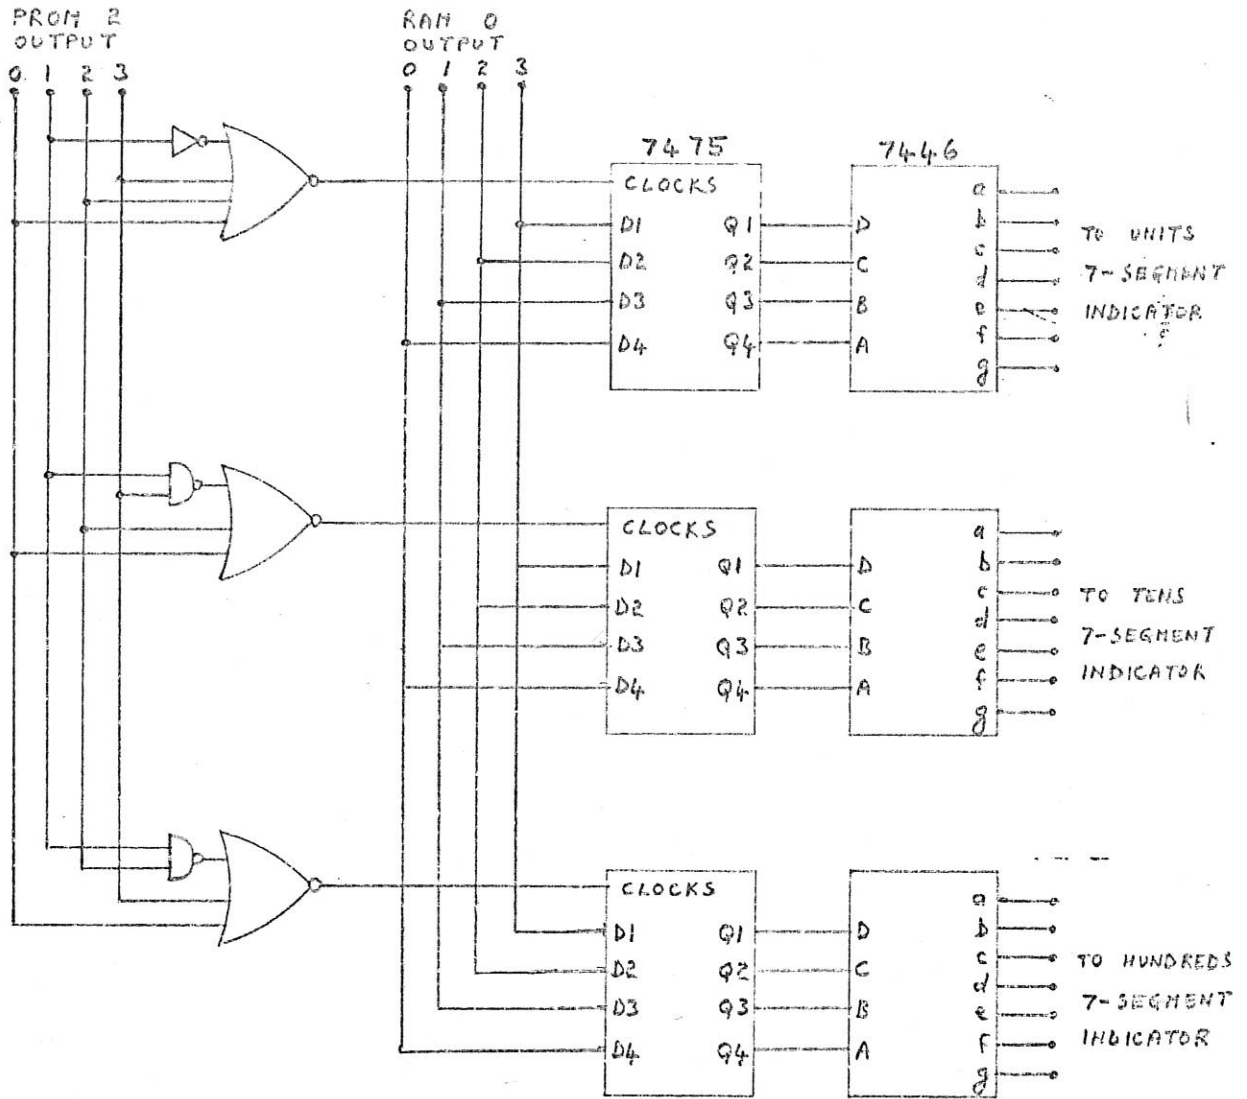 PROM 2
OUTPUT
0 1 2 3
RAM 0
OUTPUT
0 1 2 3
7475
CLOCKS
D1 Q1
D2 Q2
D3 Q3
D4 Q4
7446
D
C
B
A
a
b
c
d
e
f
g
TO UNITS
7-SEGMENT
INDICATOR
CLOCKS
D1 Q1
D2 Q2
D3 Q3
D4 Q4
D
C
B
A
a
b
c
d
e
f
g
TO TENS
7-SEGMENT
INDICATOR
CLOCKS
D1 Q1
D2 Q2
D3 Q3
D4 Q4
D
C
B
A
a
b
c
d
e
f
g
TO HUNDREDS
7-SEGMENT
INDICATOR